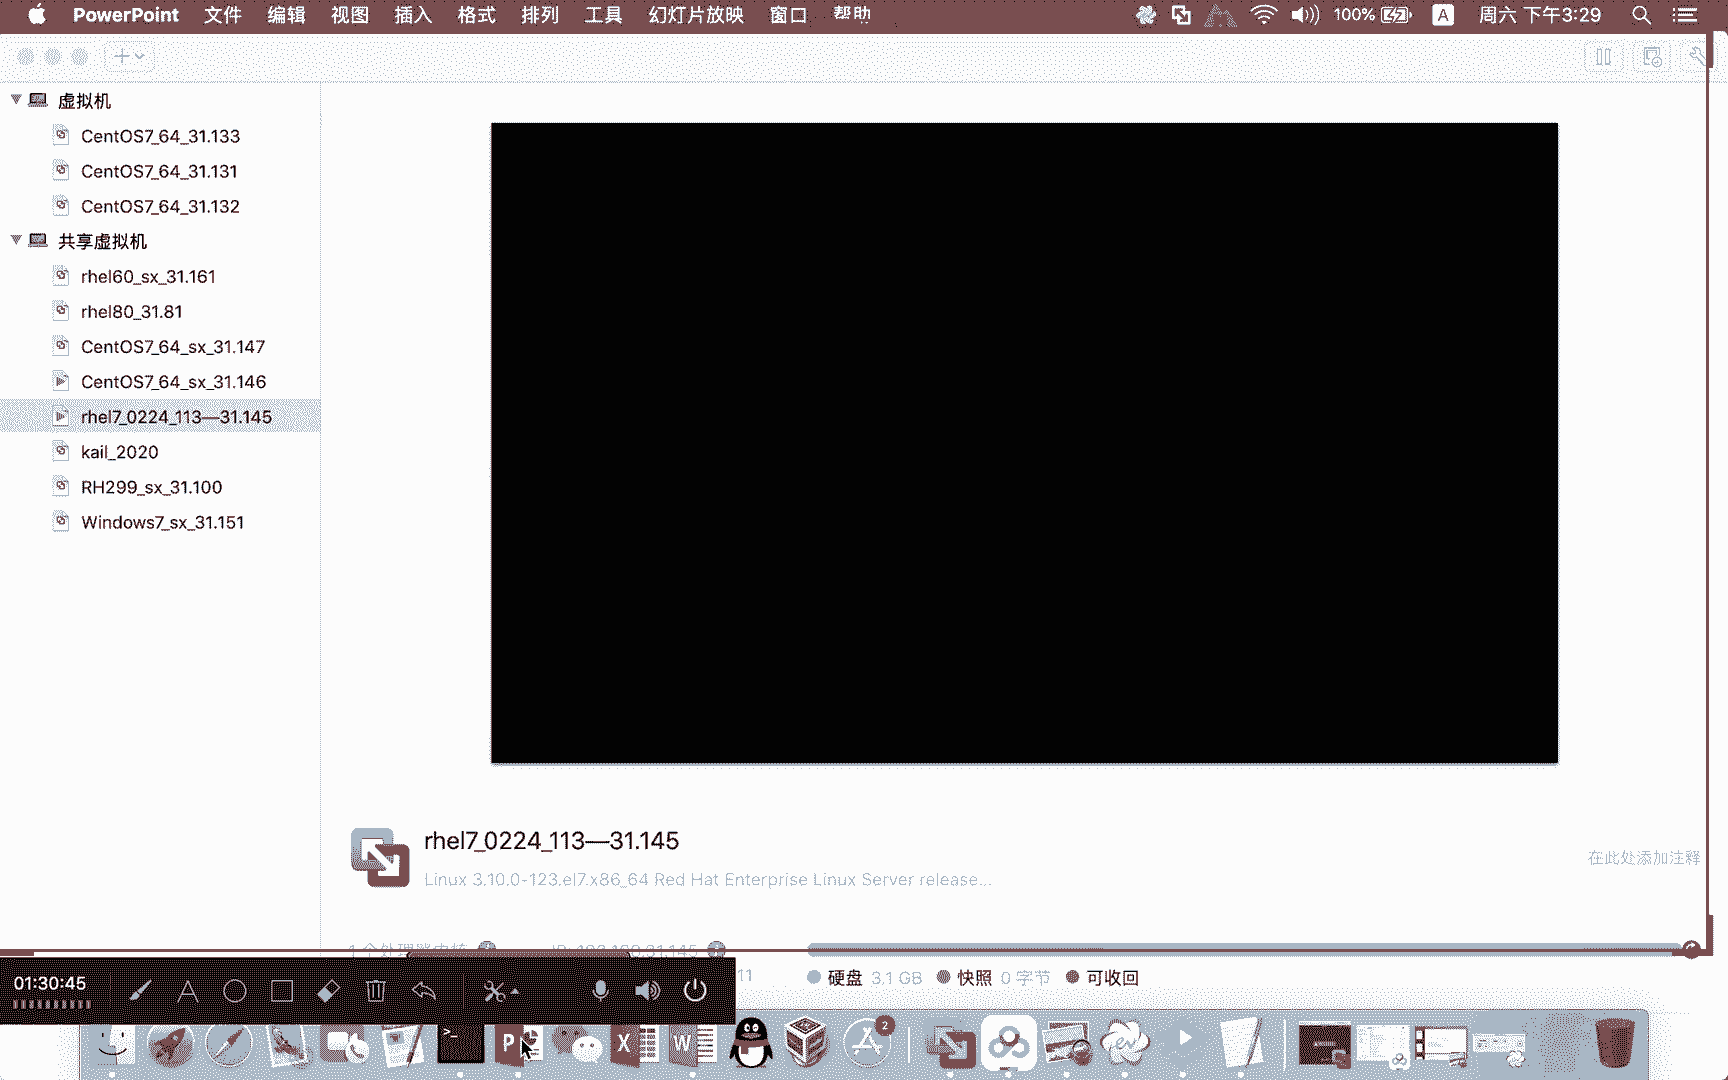 PowerPoint 文件 编辑 视图 插入 格式 排列 工具 幻灯片放映 窗口 帮助 100% A 周六 下午3:29
虚拟机
CentOS7_64_31.133
CentOS7_64_31.131
CentOS7_64_31.132
共享虚拟机
rhel60_sx_31.161
rhel80_31.81
CentOS7_64_sx_31.147
CentOS7_64_sx_31.146
rhel7_0224_113—31.145
kail_2020
RH299_sx_31.100
Windows7_sx_31.151
rhel7_0224_113—31.145
在此处添加注释
Linux 3.10.0-123.el7.x86_64 Red Hat Enterprise Linux Server release...
01:30:45
11 硬盘 3.1 GB 快照 0 字节 可收回
2